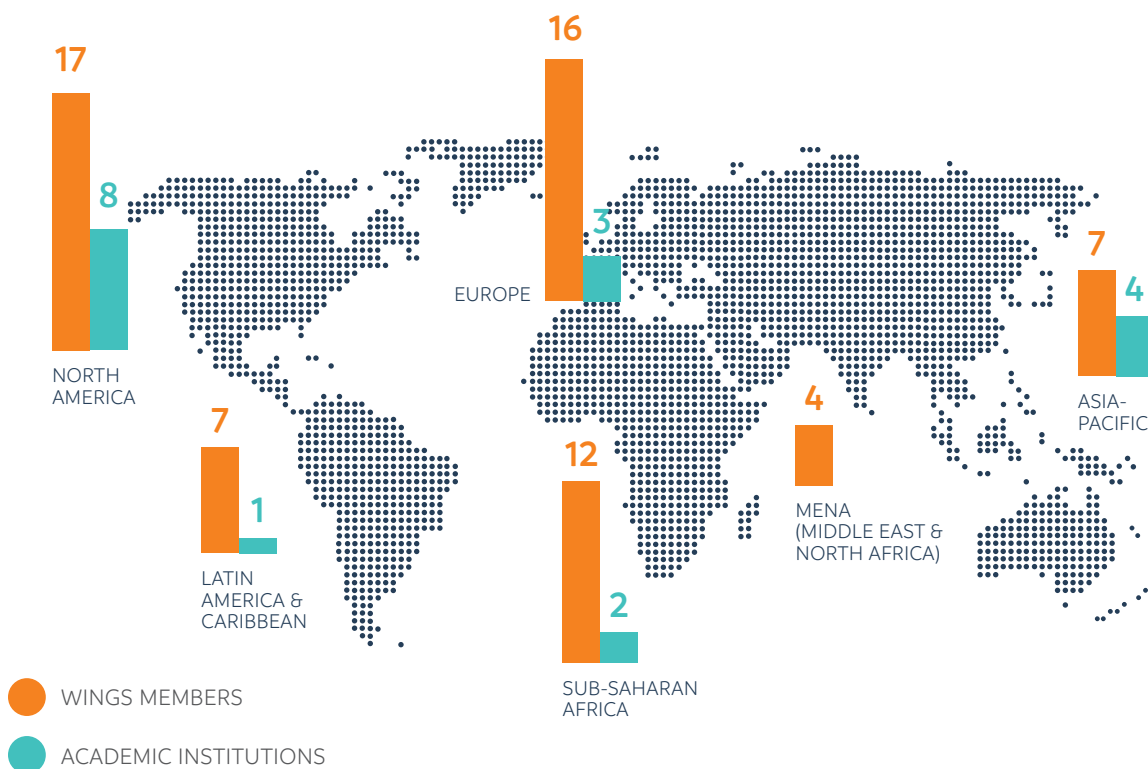 17
8
NORTH
AMERICA
16
3
EUROPE
7
4
ASIA-
PACIFIC
7
1
LATIN
AMERICA &
CARIBBEAN
12
2
SUB-SAHARAN
AFRICA
4
MENA
(MIDDLE EAST &
NORTH AFRICA)
WINGS MEMBERS
ACADEMIC INSTITUTIONS